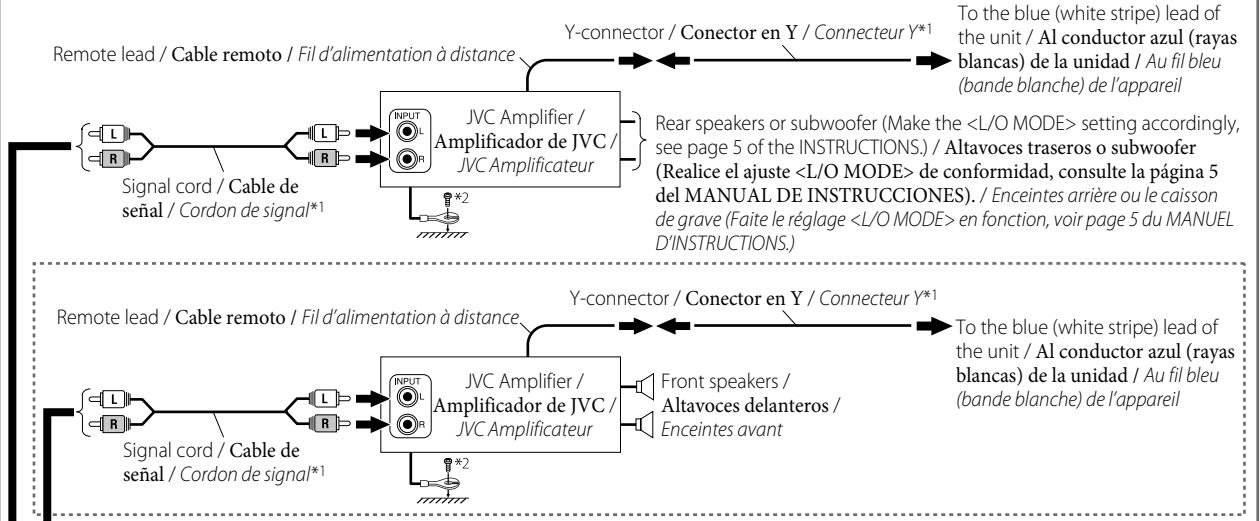 To the blue (white stripe) lead of
the unit / Al conductor azul (rayas
blancas) de la unidad / Au fil bleu
(bande blanche) de l'appareil
Y-connector / Conector en Y / Connecteur Y*1
Remote lead / Cable remoto / Fil d'alimentation à distance
INPUT
L
R
JVC Amplifier /
Amplificador de JVC /
JVC Amplificateur
L
R
L
R
Rear speakers or subwoofer (Make the <L/O MODE> setting accordingly,
see page 5 of the INSTRUCTIONS.) / Altavoces traseros o subwoofer
(Realice el ajuste <L/O MODE> de conformidad, consulte la página 5
del MANUAL DE INSTRUCCIONES). / Enceintes arrière ou le caisson
de grave (Faite le réglage <L/O MODE> en fonction, voir page 5 du MANUEL
D'INSTRUCTIONS.)
Signal cord / Cable de
señal / Cordon de signal*1
*2
Y-connector / Conector en Y / Connecteur Y*1
Remote lead / Cable remoto / Fil d'alimentation à distance
To the blue (white stripe) lead of
the unit / Al conductor azul (rayas
blancas) de la unidad / Au fil bleu
(bande blanche) de l'appareil
INPUT
L
R
JVC Amplifier /
Amplificador de JVC /
JVC Amplificateur
L
R
L
R
Front speakers /
Altavoces delanteros /
Enceintes avant
Signal cord / Cable de
señal / Cordon de signal*1
*2